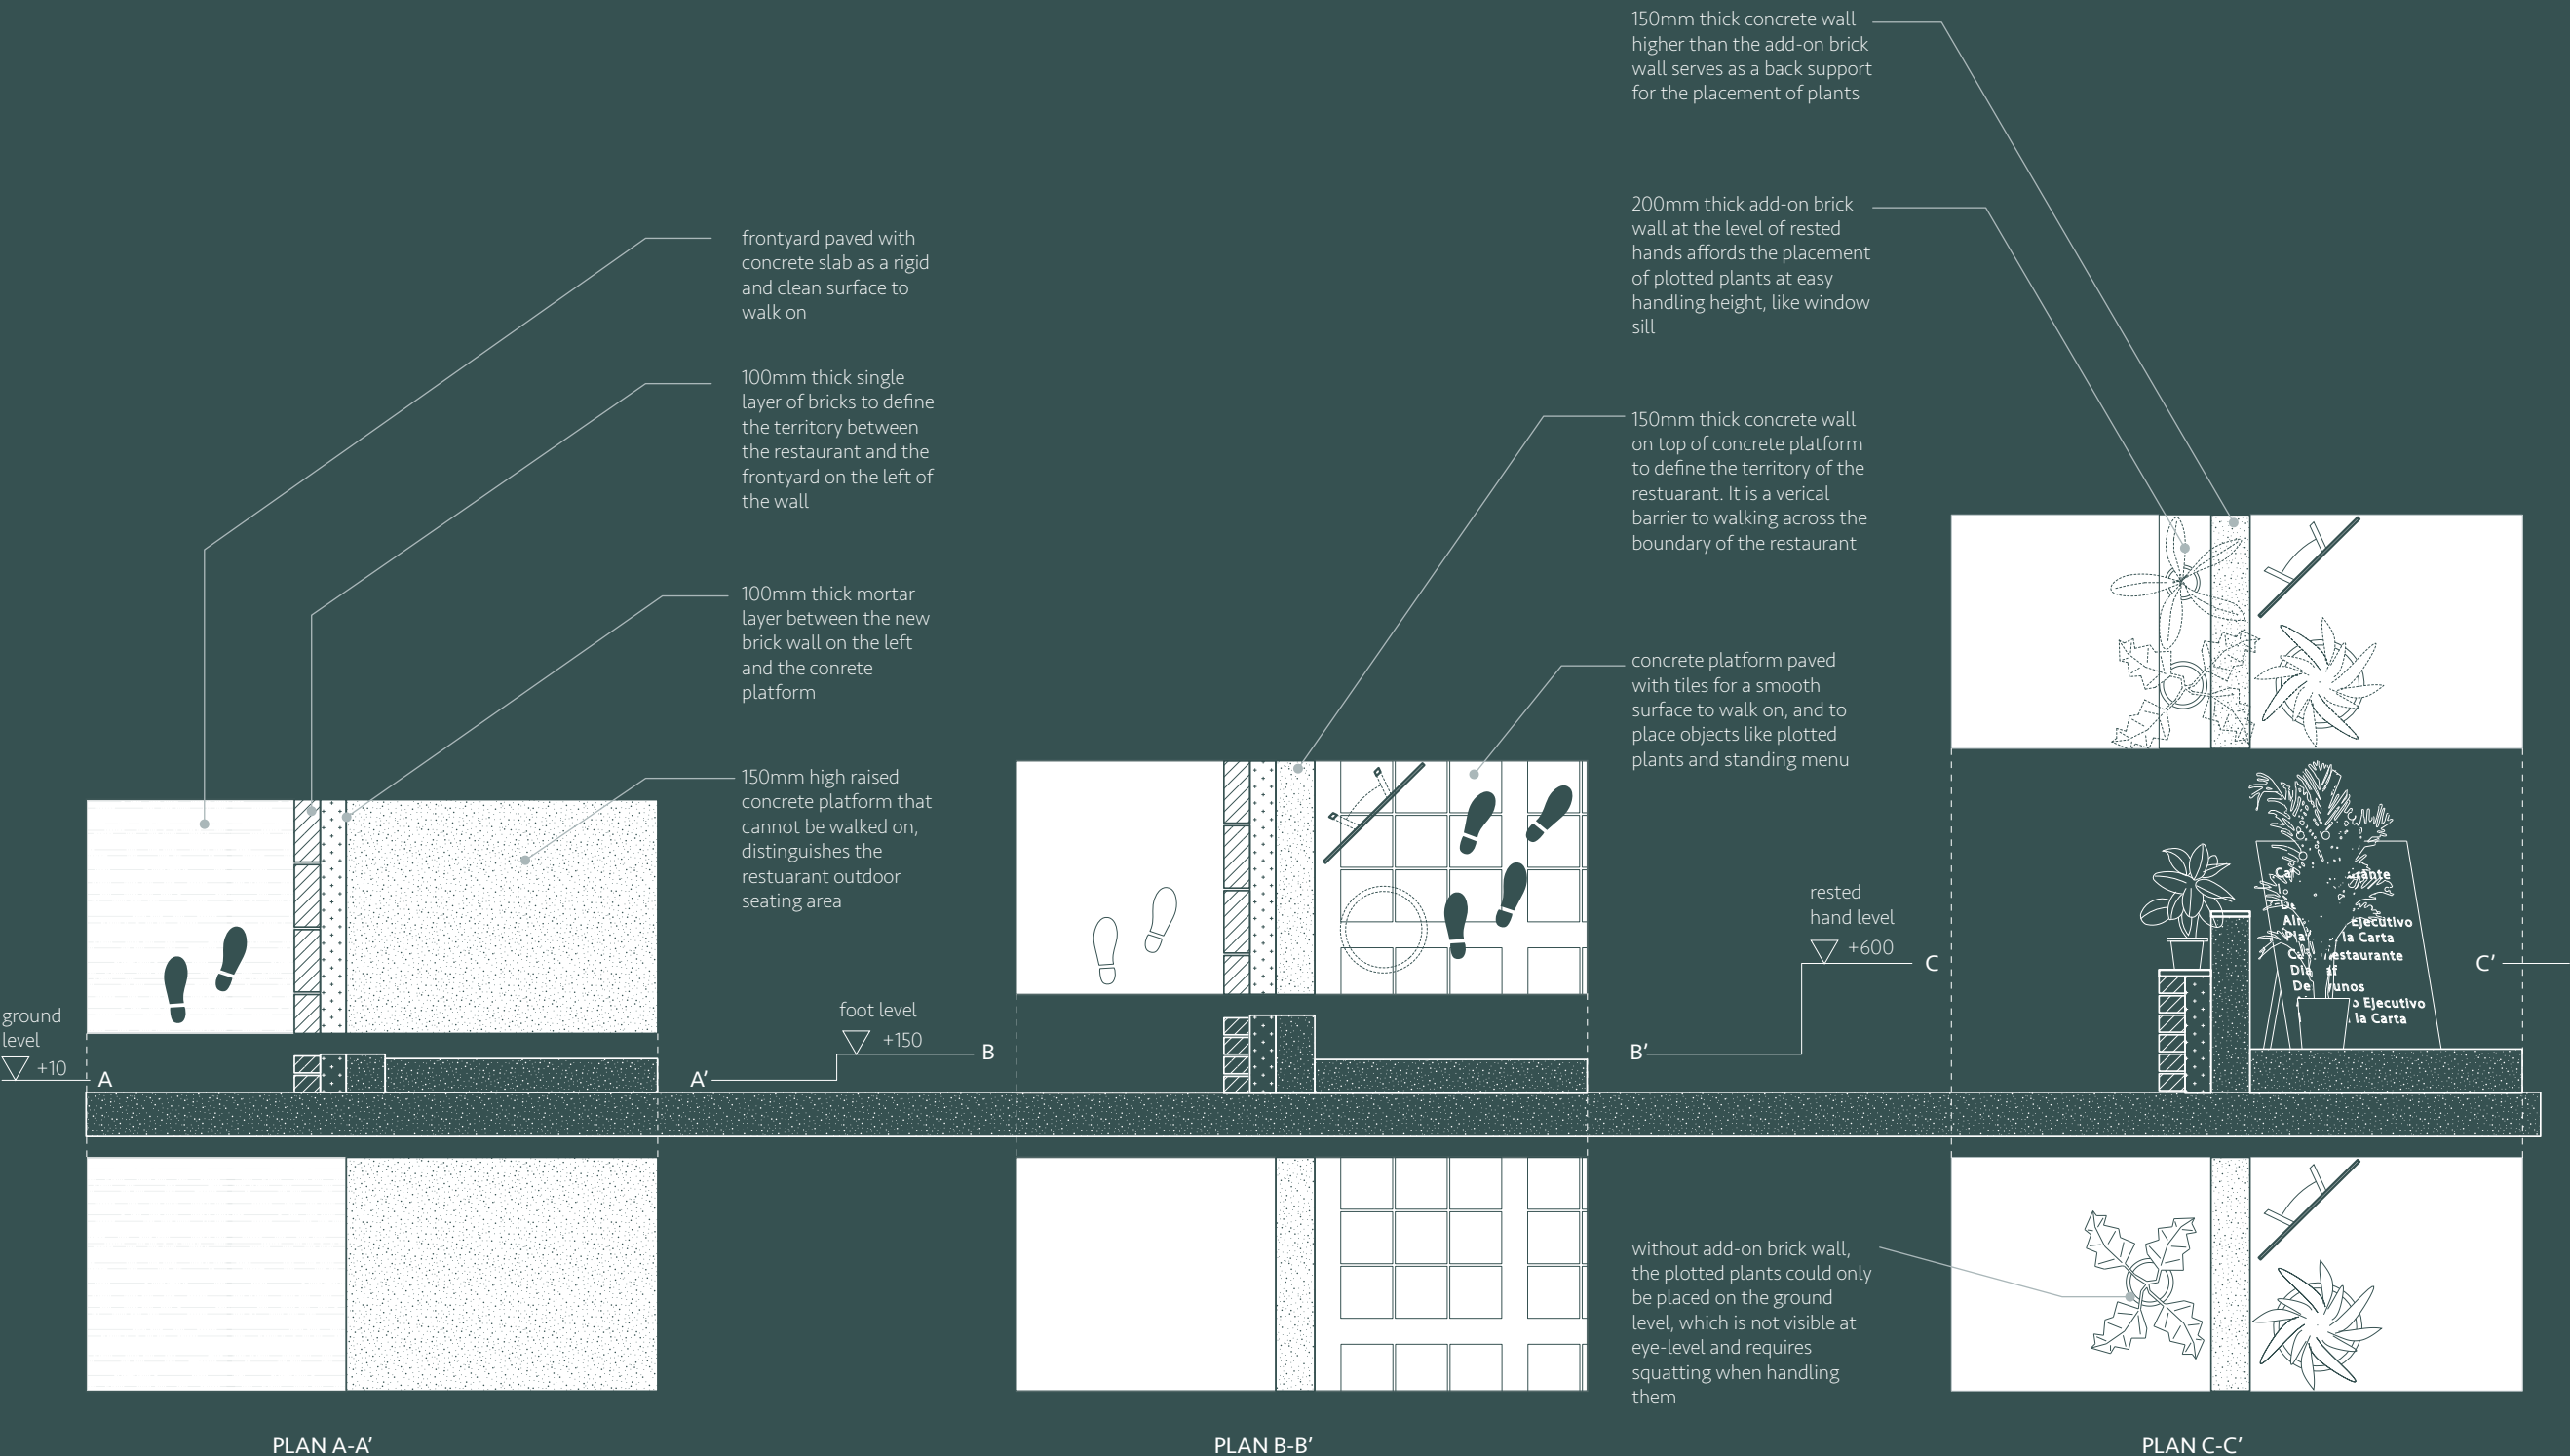 frontyard paved with
concrete slab as a rigid
and clean surface to
walk on
100mm thick single
layer of bricks to define
the territory between
the restaurant and the
frontyard on the left of
the wall
100mm thick mortar
layer between the new
brick wall on the left
and the conrete
platform
150mm high raised
concrete platform that
cannot be walked on,
distinguishes the
restuarant outdoor
seating area
ground
level
+10
A
A’
foot level
+150
B
150mm thick concrete wall
higher than the add-on brick
wall serves as a back support
for the placement of plants
200mm thick add-on brick
wall at the level of rested
hands affords the placement
of plotted plants at easy
handling height, like window
sill
150mm thick concrete wall
on top of concrete platform
to define the territory of the
restuarant. It is a verical
barrier to walking across the
boundary of the restaurant
concrete platform paved
with tiles for a smooth
surface to walk on, and to
place objects like plotted
plants and standing menu
B’
rested
hand level
+600
C
C’
Ejecutivo
la Carta
Ejecutivo
la Carta
without add-on brick wall,
the plotted plants could only
be placed on the ground
level, which is not visible at
eye-level and requires
squatting when handling
them
PLAN A-A’
PLAN B-B’
PLAN C-C’